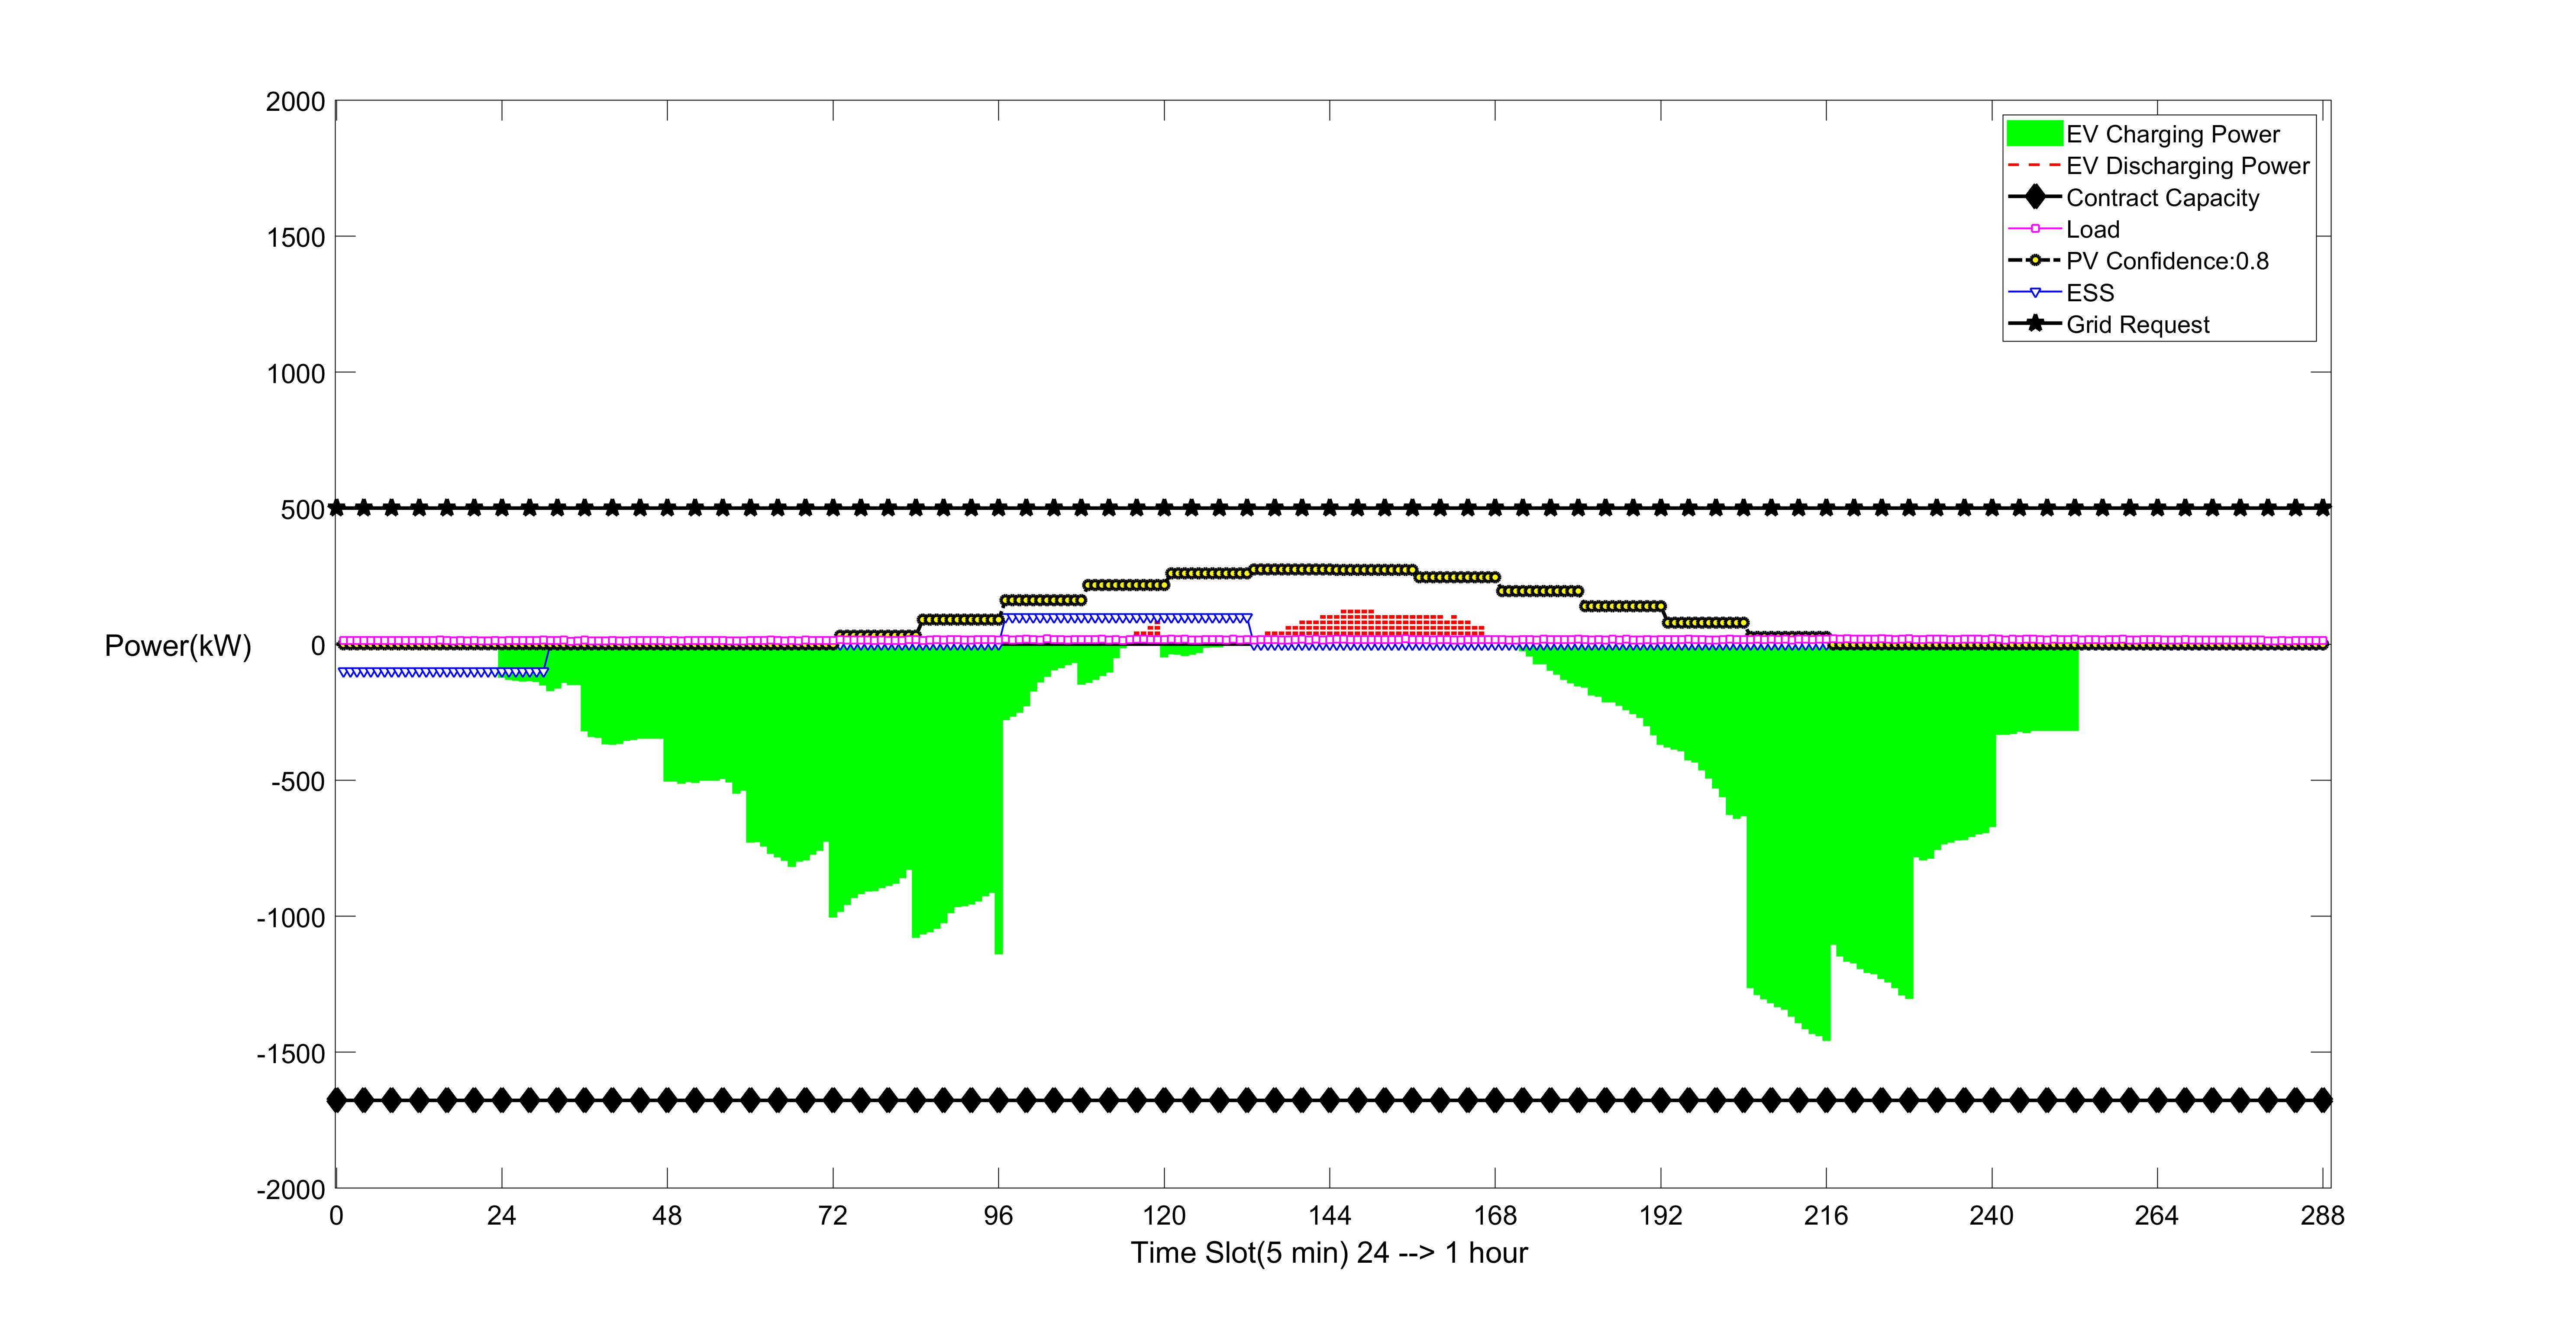 2000
1500
1000
500
0
-500
-1000
-1500
-2000
Power(kW)
EV Charging Power
EV Discharging Power
Contract Capacity
Load
PV Confidence:0.8
ESS
Grid Request
0 24 48 72 96 120 144 168 192 216 240 264 288
Time Slot(5 min) 24 --> 1 hour